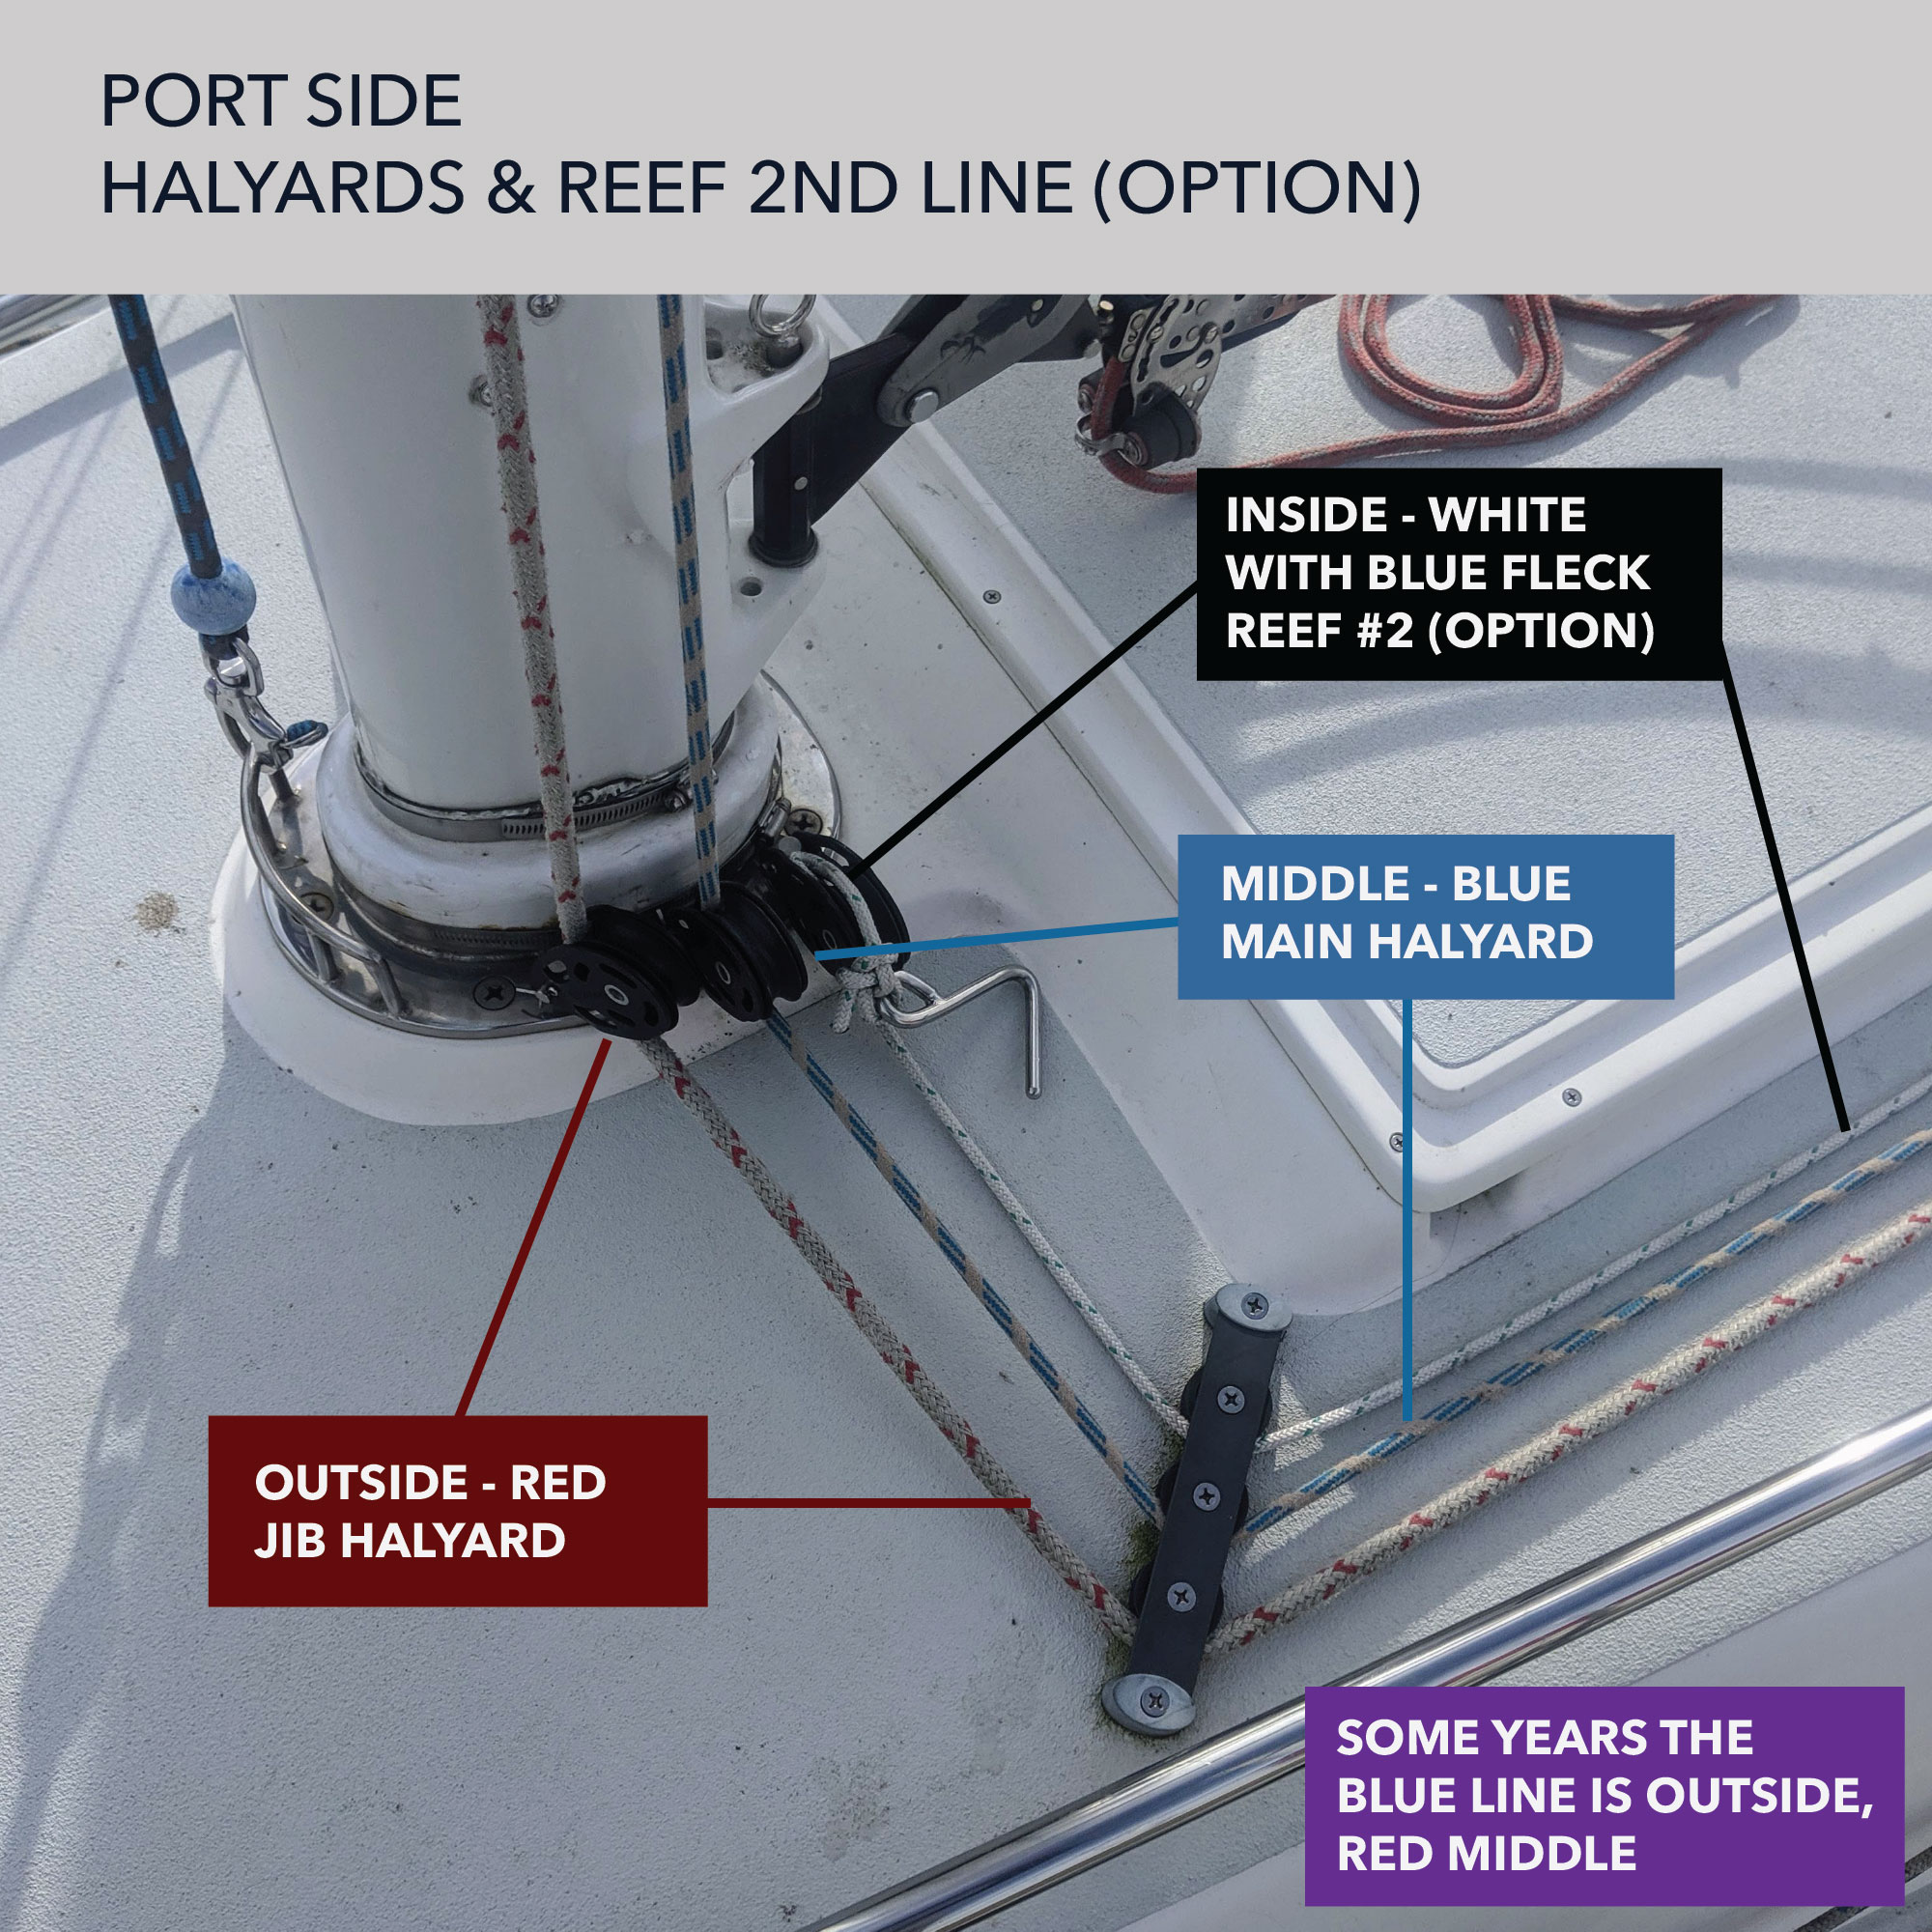 PORT SIDE
HALYARDS & REEF 2ND LINE (OPTION)
INSIDE - WHITE
WITH BLUE FLECK
REEF #2 (OPTION)
MIDDLE - BLUE
MAIN HALYARD
OUTSIDE - RED
JIB HALYARD
SOME YEARS THE
BLUE LINE IS OUTSIDE,
RED MIDDLE